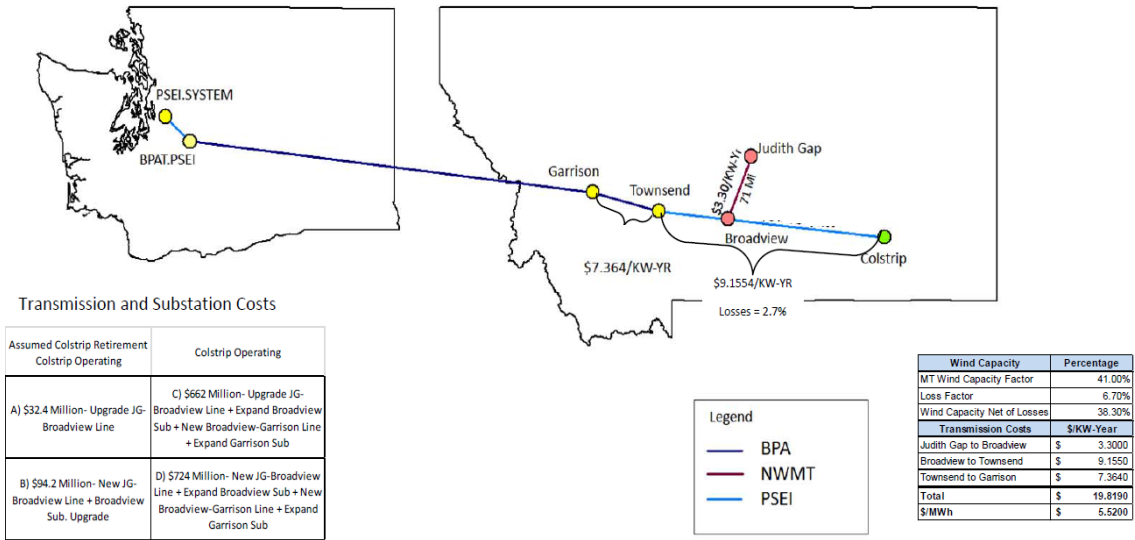 PSEI.SYSTEM
BPAT.PSEI
Garrison
Townsend
Judith Gap
$3.30/KW-Yr
71 MI
Broadview
Colstrip
$7.364/KW-YR
$9.1554/KW-YR
Losses = 2.7%
Transmission and Substation Costs
Assumed Colstrip Retirement
Colstrip Operating
Colstrip Operating
A) $32.4 Million- Upgrade JG-
Broadview Line
C) $662 Million- Upgrade JG-
Broadview Line + Expand Broadview
Sub + New Broadview-Garrison Line
+ Expand Garrison Sub
B) $94.2 Million- New JG-
Broadview Line + Broadview
Sub. Upgrade
D) $724 Million- New JG-Broadview
Line + Expand Broadview Sub + New
Broadview-Garrison Line + Expand
Garrison Sub
Legend
BPA
NWMT
PSEI
Wind Capacity Percentage
MT Wind Capacity Factor 41.00%
Loss Factor 6.70%
Wind Capacity Net of Losses 38.30%
Transmission Costs $/KW-Year
Judith Gap to Broadview $ 3.3000
Broadview to Townsend $ 9.1550
Townsend to Garrison $ 7.3640
Total $ 19.8190
$/MWh $ 5.5200